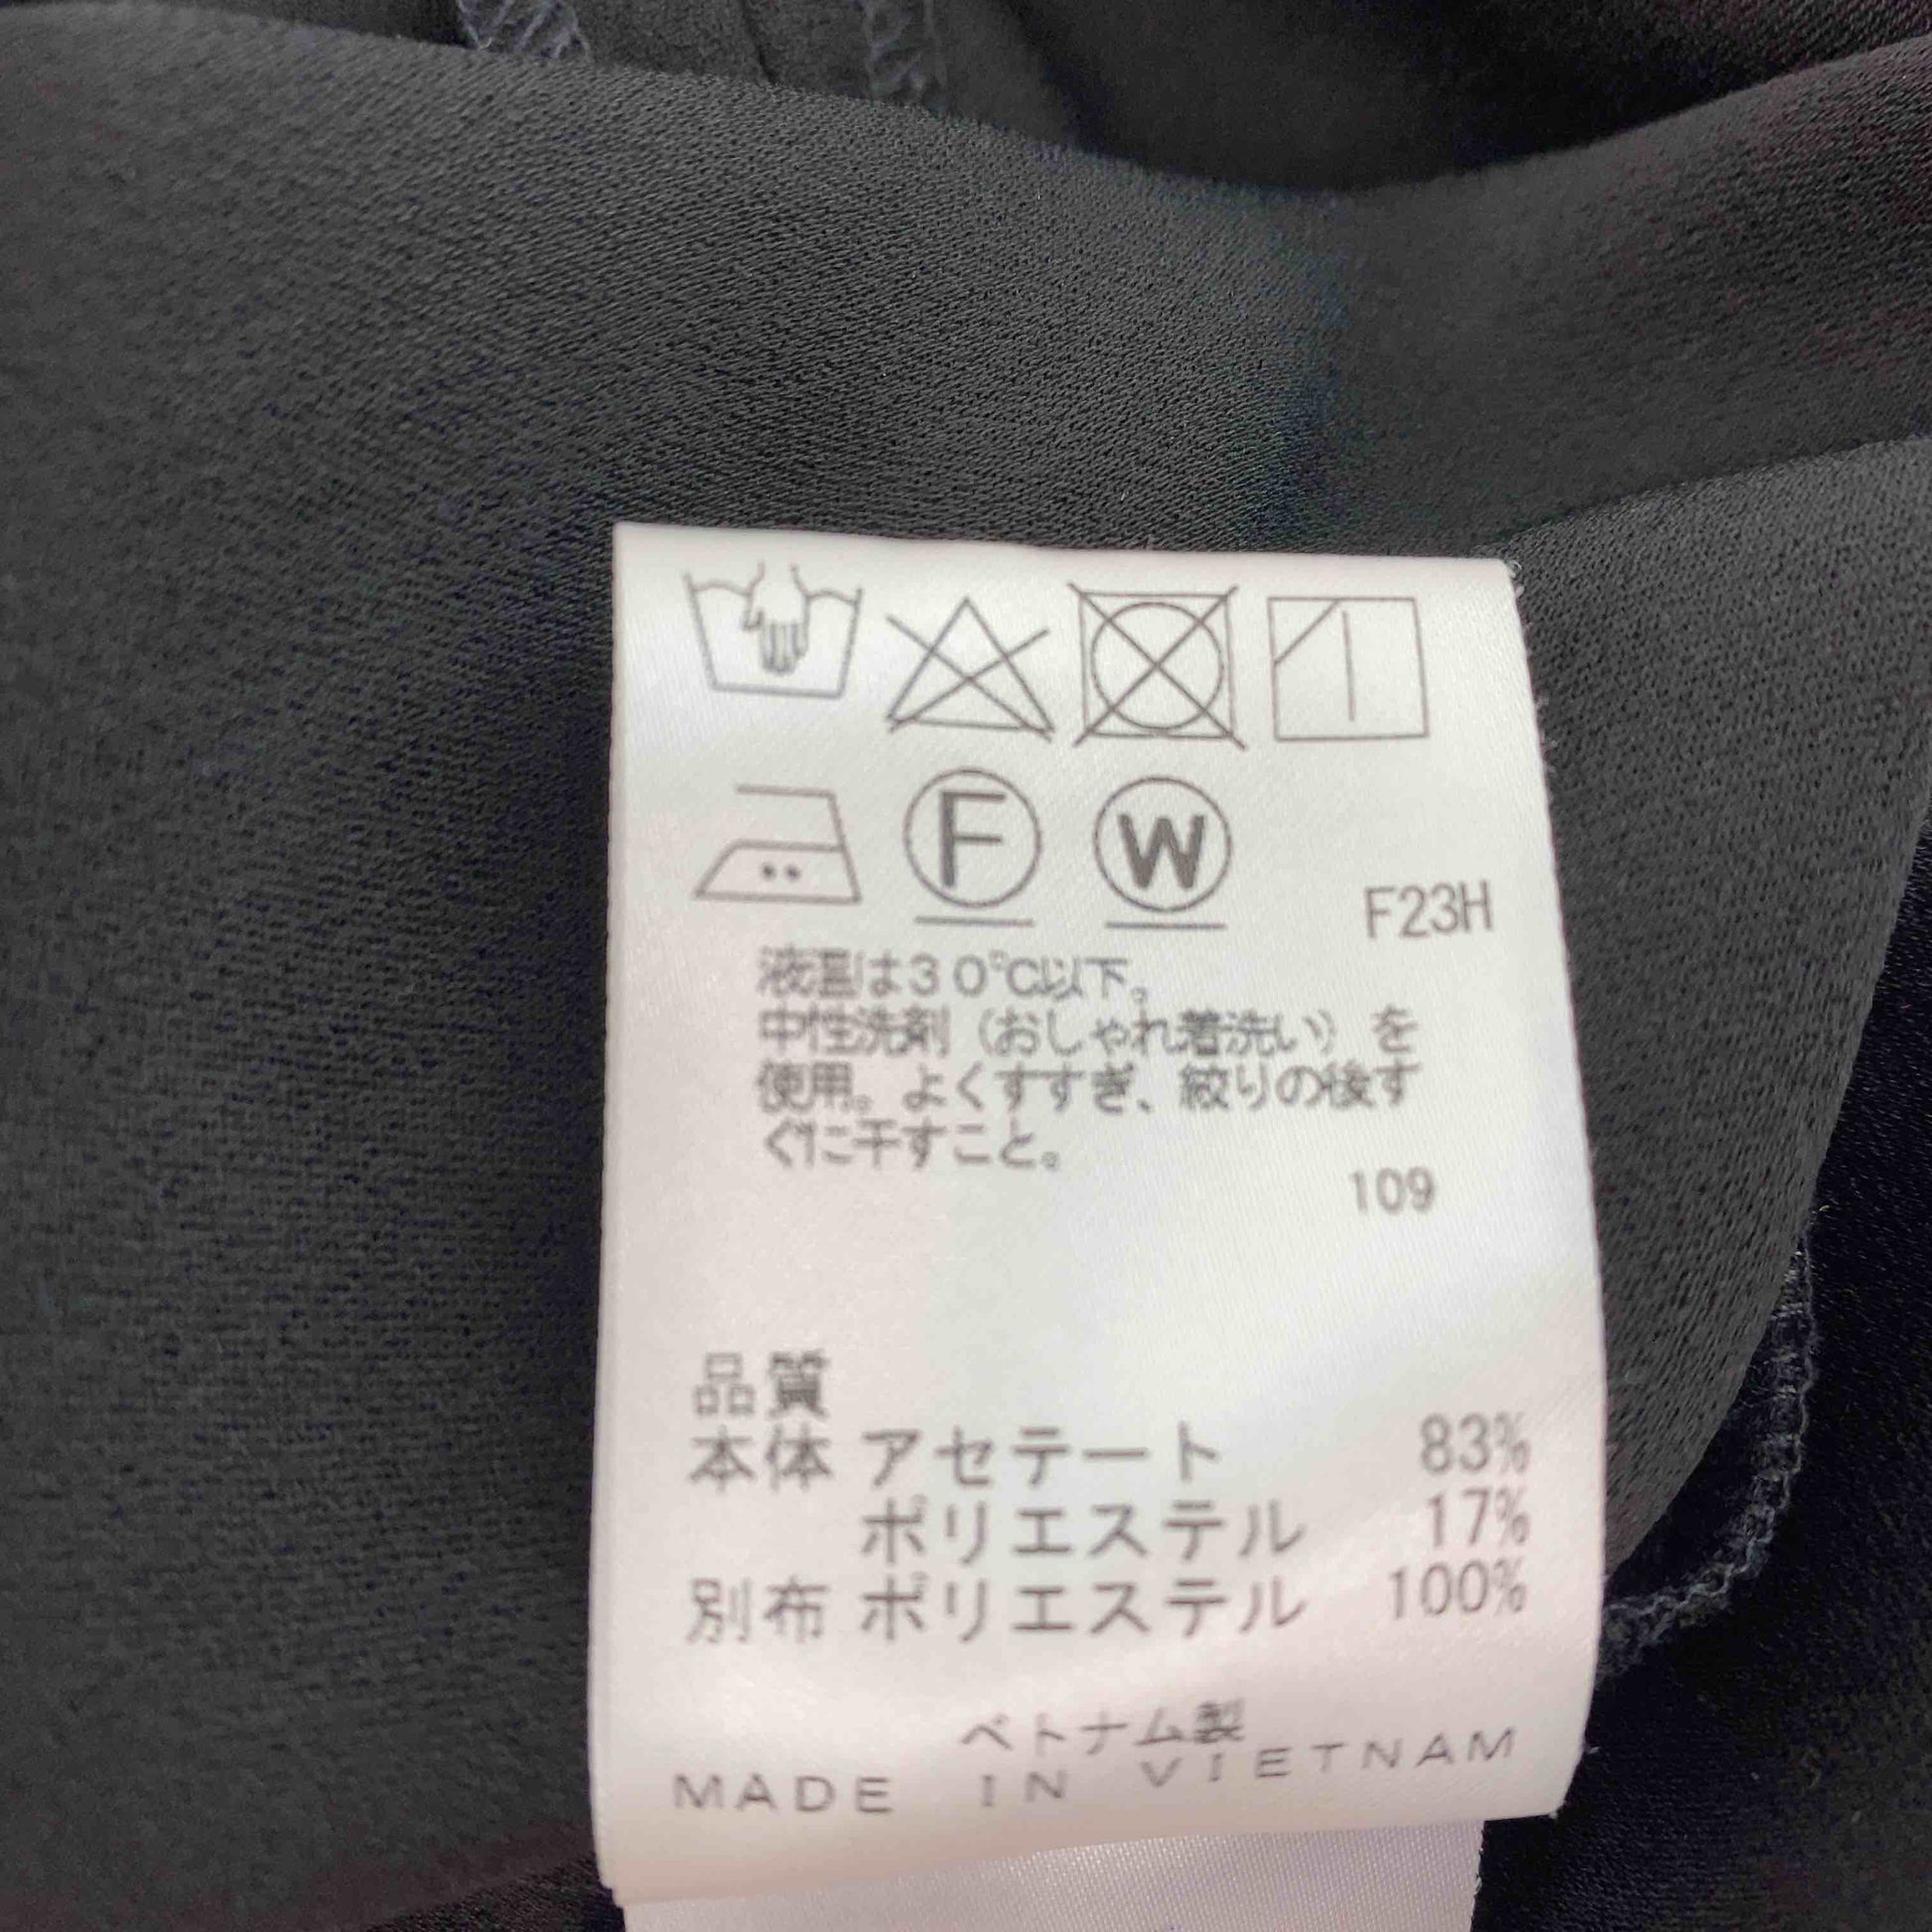 F
W
F23H
液温は30℃以下。
中性洗剤(おしゃれ着洗い)を
使用。よくすすぎ、絞りの後す
ぐに干すこと。
109
品質
本体 アセテート 83%
ポリエステル 17%
別布 ポリエステル 100%
ベトナム製
MADE IN VIETNAM